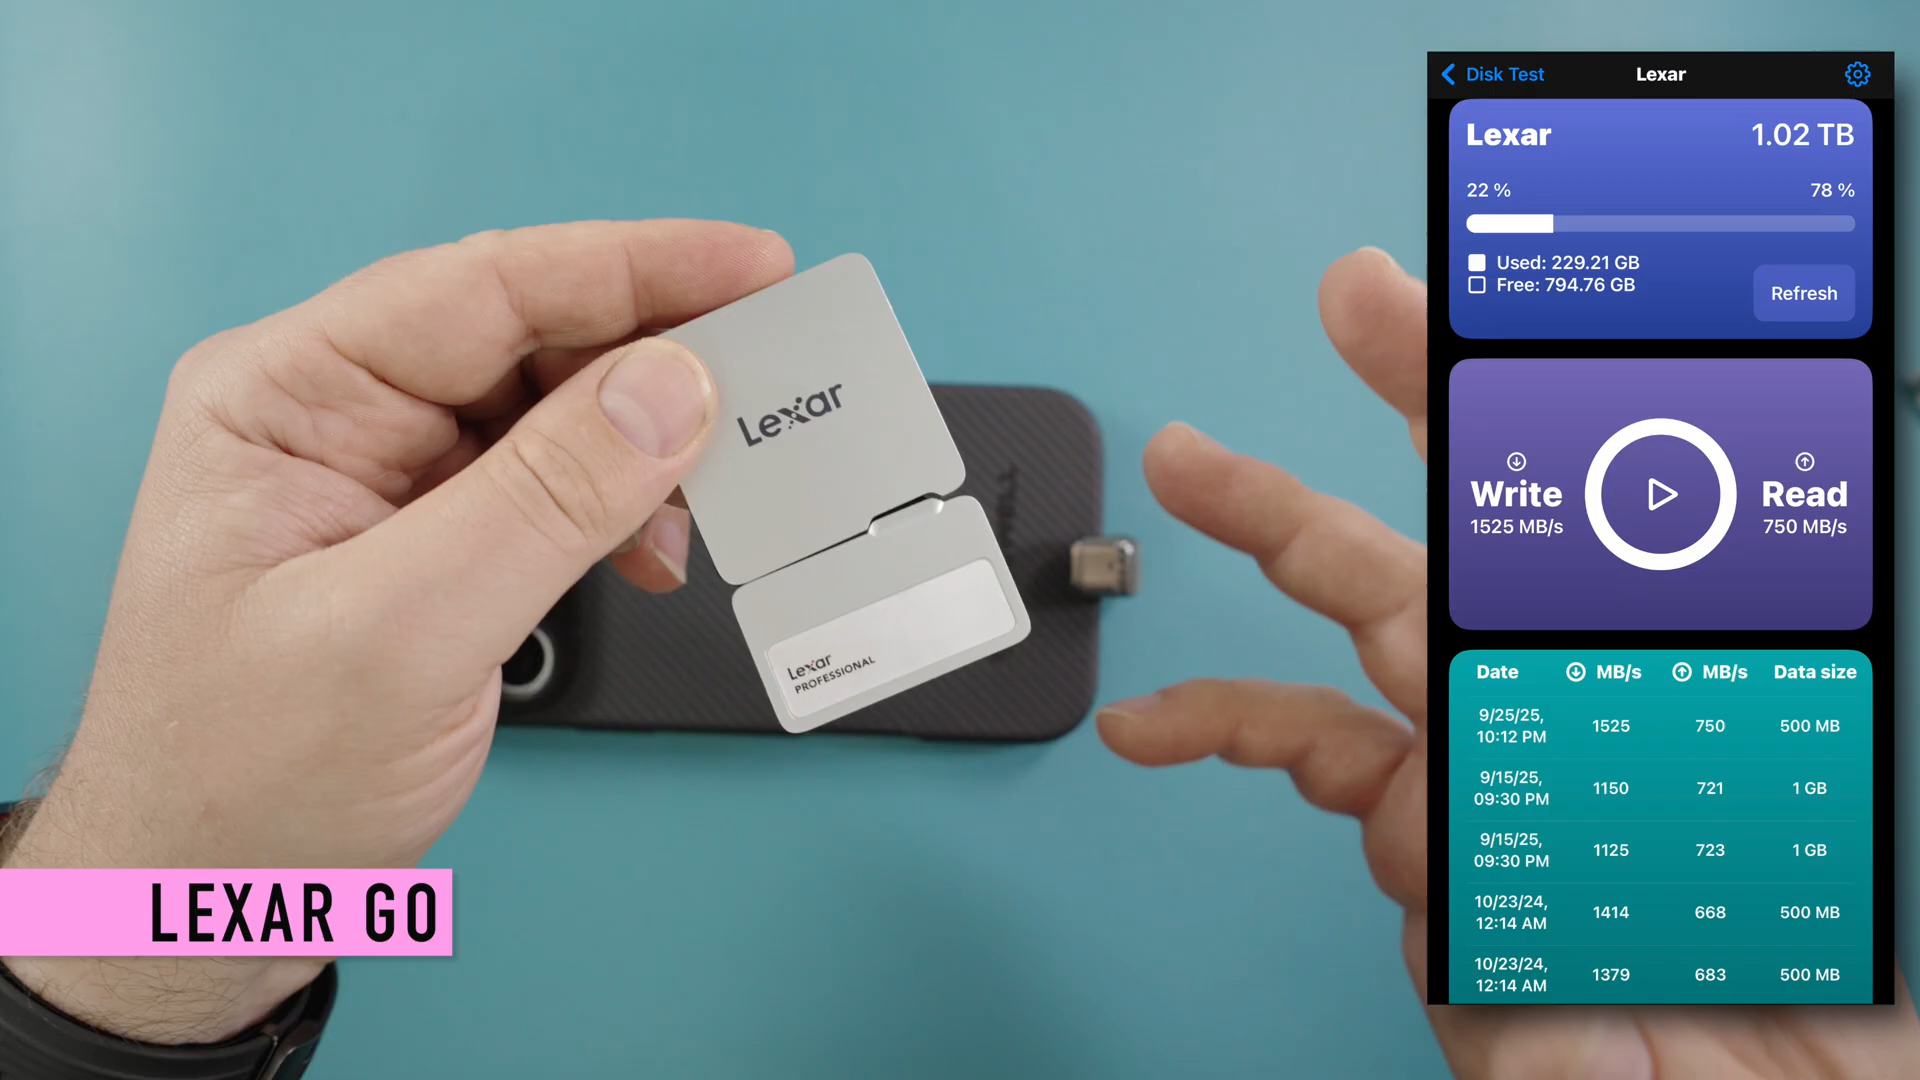 Disk Test
Lexar
Lexar
1.02 TB
22 %
78 %
Used: 229.21 GB
Free: 794.76 GB
Refresh
Write
1525 MB/s
Read
750 MB/s
Date MB/s MB/s Data size
9/25/25,
10:12 PM 1525 750 500 MB
9/15/25,
09:30 PM 1150 721 1 GB
9/15/25,
09:30 PM 1125 723 1 GB
10/23/24,
12:14 AM 1414 668 500 MB
10/23/24,
12:14 AM 1379 683 500 MB
Lexar
Lexar
PROFESSIONAL
LEXAR GO